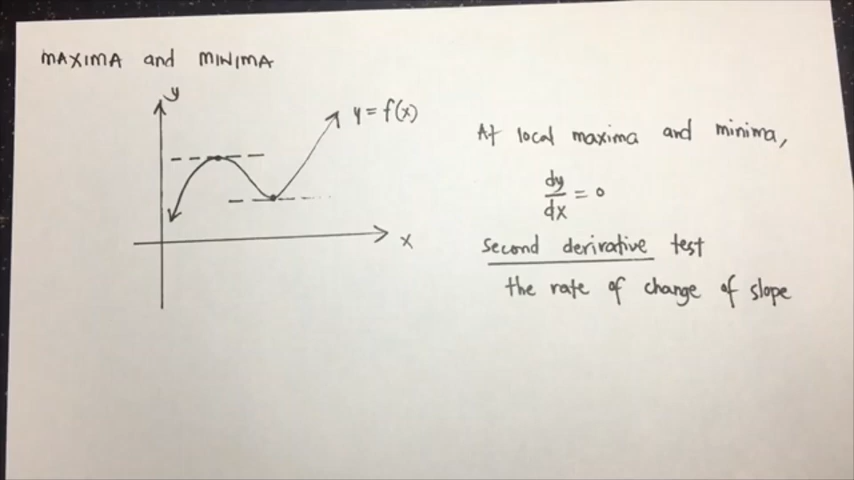 MAXIMA and MINIMA
y
y = f(x)
x
At local maxima and minima,
dy
dx
= 0
second derivative test
the rate of change of slope